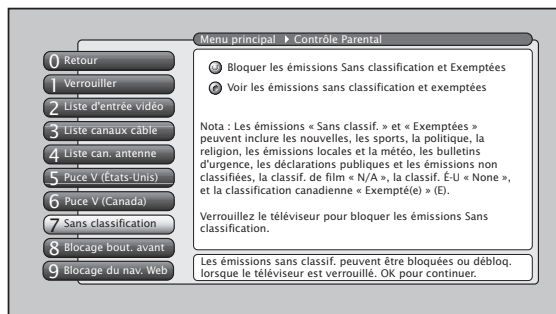 Menu principal ▶ Contrôle Parental
0 Retour
1 Verrouiller
2 Liste d'entrée vidéo
3 Liste canaux câble
4 Liste can. antenne
5 Puce V (États-Unis)
6 Puce V (Canada)
7 Sans classification
8 Blocage bout. avant
9 Blocage du nav. Web
Bloquer les émissions Sans classification et Exemptées
Voir les émissions sans classification et exemptées
Nota : Les émissions « Sans classif. » et « Exemptées »
peuvent inclure les nouvelles, les sports, la politique, la
religion, les émissions locales et la météo, les bulletins
d'urgence, les déclarations publiques et les émissions non
classifiées, la classif. de film « N/A », la classif. É-U « None »,
et la classification canadienne « Exempté(e) » (E).
Verrouillez le téléviseur pour bloquer les émissions Sans
classification.
Les émissions sans classif. peuvent être bloquées ou débloq.
lorsque le téléviseur est verrouillé. OK pour continuer.